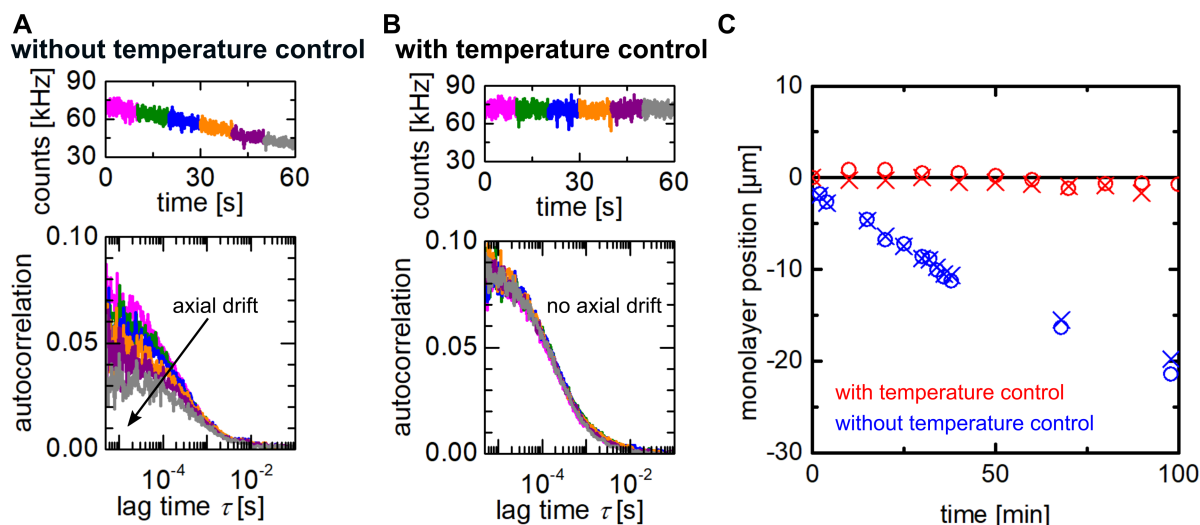 A
without temperature control
90
60
30
counts [kHz]
0 30 60
time [s]
0.10
0.05
0.00
autocorrelation
axial drift
10⁻⁴ 10⁻²
lag time τ [s]
B
with temperature control
90
60
30
counts [kHz]
0 30 60
time [s]
0.10
0.05
0.00
autocorrelation
no axial drift
10⁻⁴ 10⁻²
lag time τ [s]
C
10
0
-10
-20
-30
monolayer position [µm]
with temperature control
without temperature control
0 50 100
time [min]